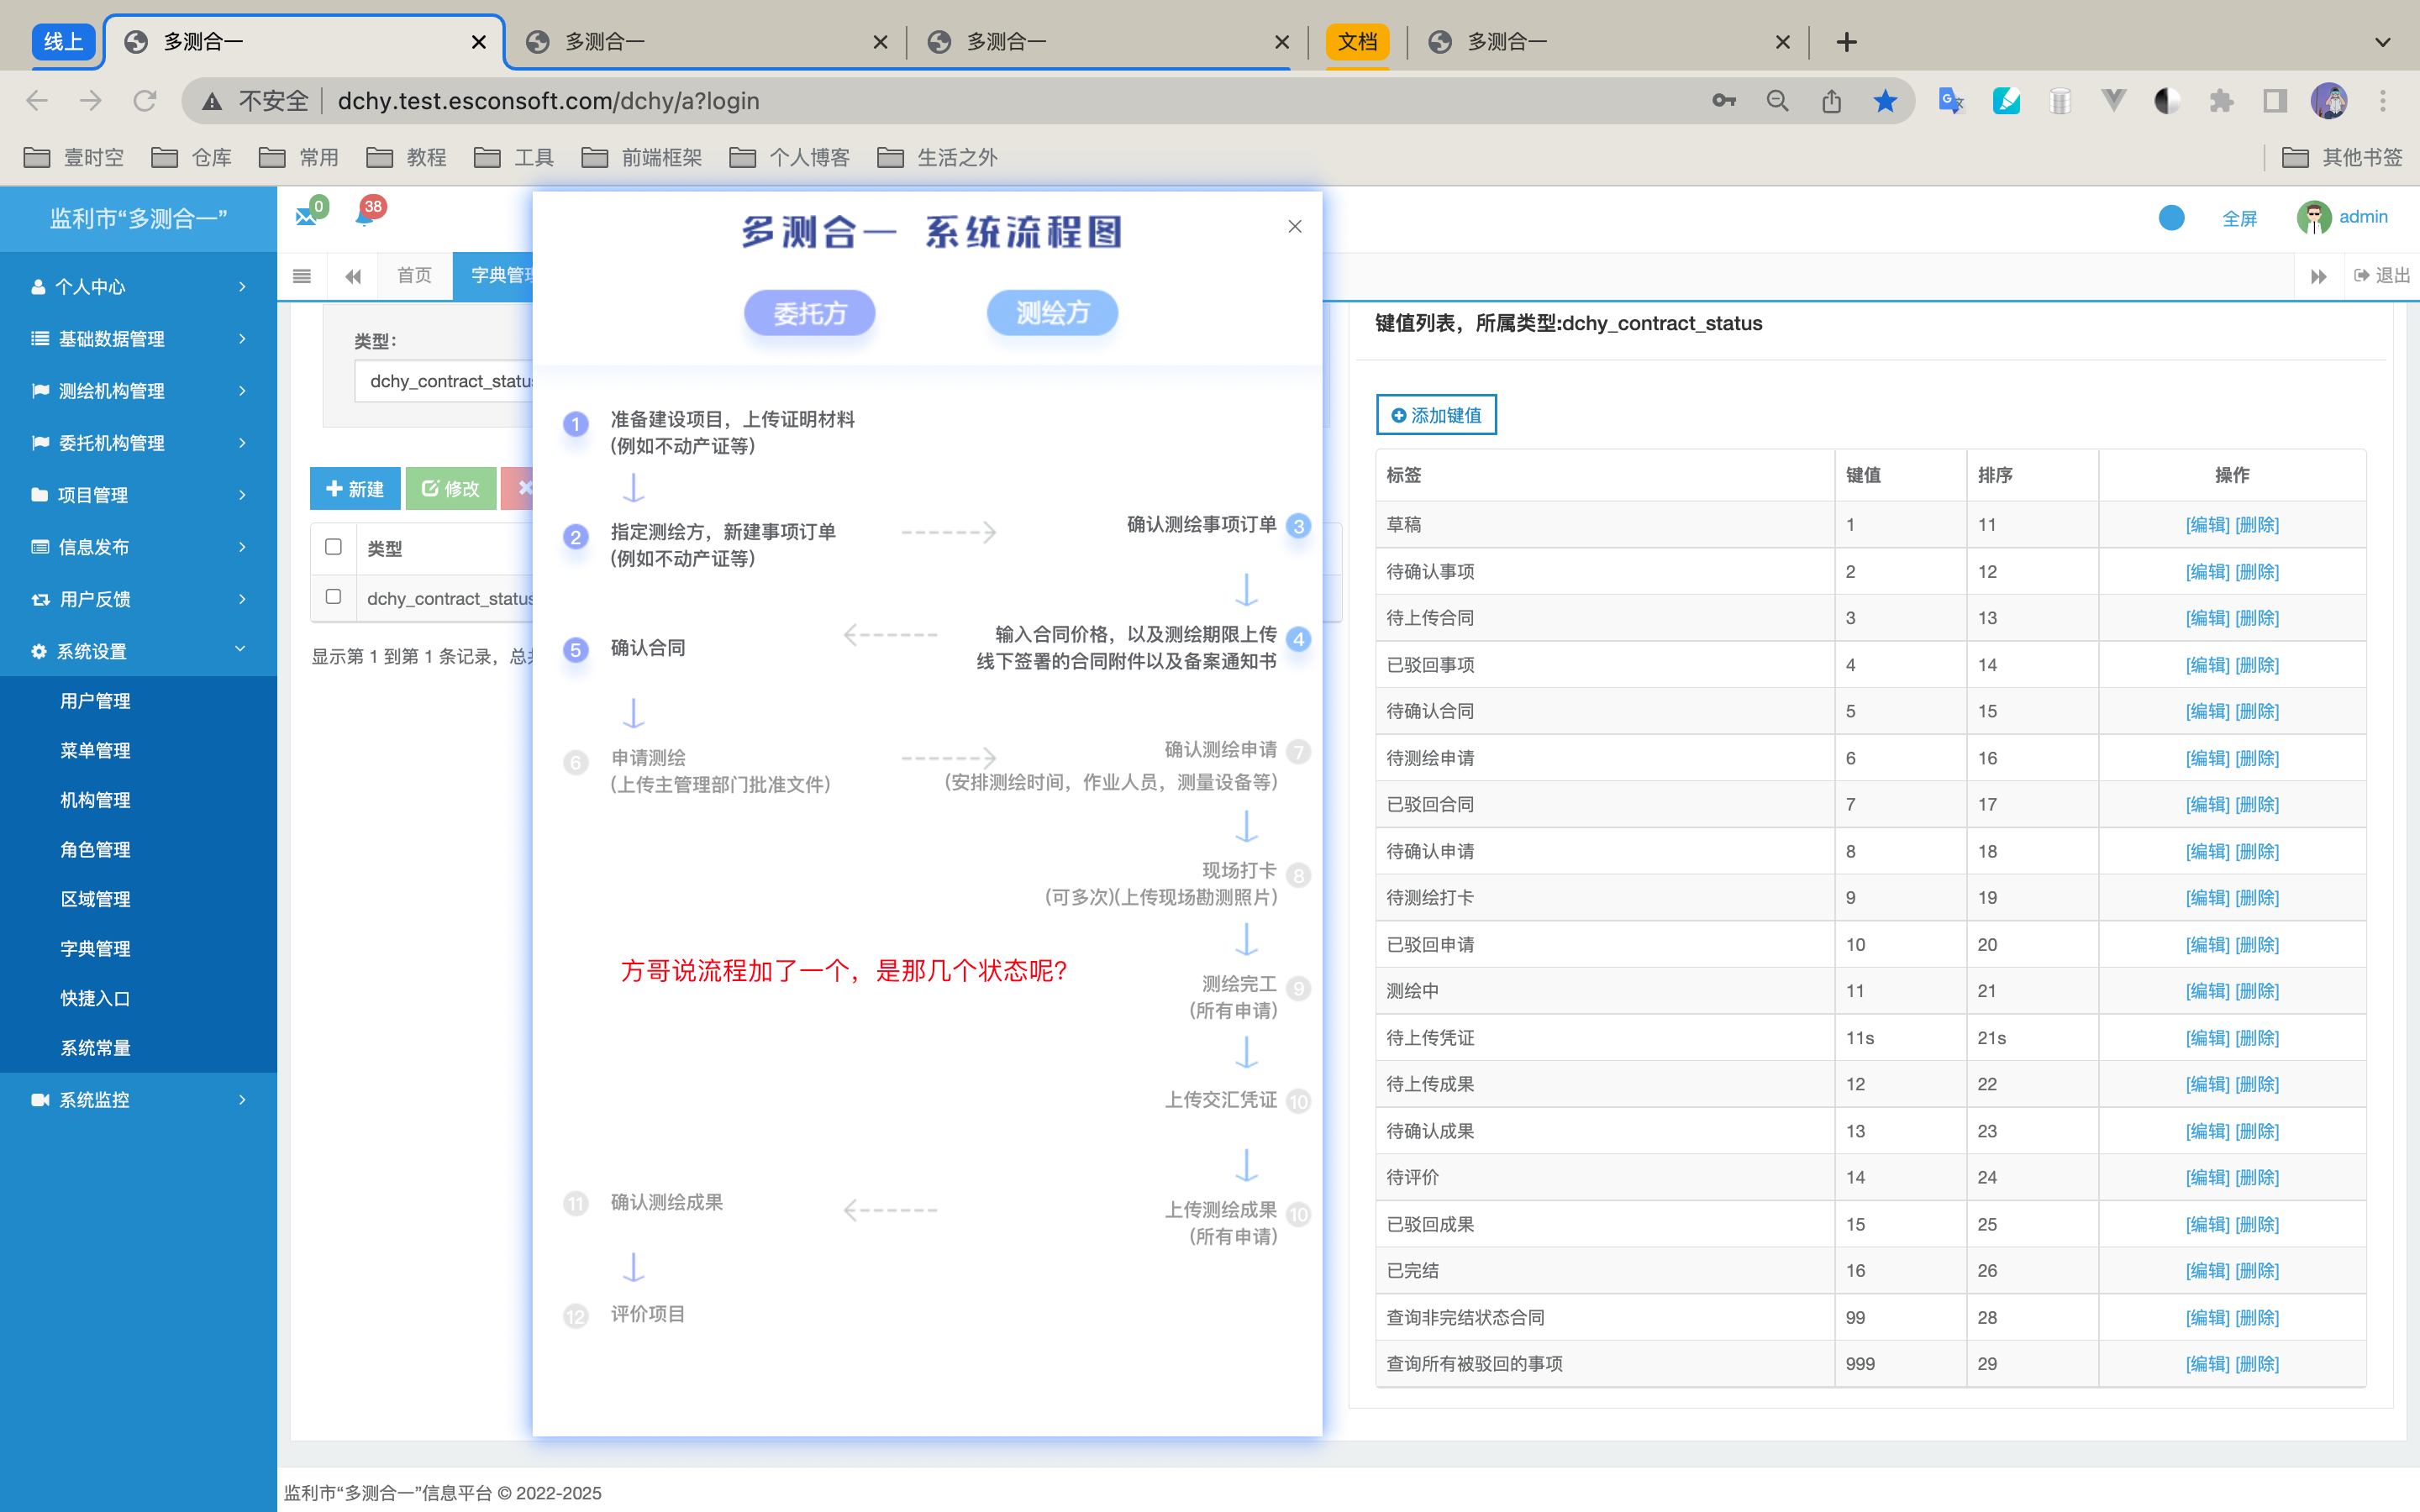 线上
多测合一
多测合一
多测合一
文档
多测合一
不安全
dchy.test.esconsoft.com/dchy/a?login
壹时空
仓库
常用
教程
工具
前端框架
个人博客
生活之外
其他书签
监利市“多测合一”
0
38
全屏
admin
个人中心
基础数据管理
测绘机构管理
委托机构管理
项目管理
信息发布
用户反馈
系统设置
用户管理
菜单管理
机构管理
角色管理
区域管理
字典管理
快捷入口
系统常量
系统监控
首页
字典管理
退出
类型：
dchy_contract_status
新建
修改
类型
dchy_contract_status
显示第 1 到第 1 条记录，总共
多测合一 系统流程图
委托方
测绘方
1 准备建设项目，上传证明材料
(例如不动产证等)
2 指定测绘方，新建事项订单
(例如不动产证等)
确认测绘事项订单 3
输入合同价格，以及测绘期限上传 4
线下签署的合同附件以及备案通知书
5 确认合同
6 申请测绘
(上传主管理部门批准文件)
确认测绘申请 7
(安排测绘时间，作业人员，测量设备等)
现场打卡 8
(可多次)(上传现场勘测照片)
方哥说流程加了一个，是那几个状态呢?
测绘完工 9
(所有申请)
上传交汇凭证 10
11 确认测绘成果
上传测绘成果 10
(所有申请)
12 评价项目
键值列表，所属类型:dchy_contract_status
添加键值
标签 键值 排序 操作
草稿 1 11 [编辑] [删除]
待确认事项 2 12 [编辑] [删除]
待上传合同 3 13 [编辑] [删除]
已驳回事项 4 14 [编辑] [删除]
待确认合同 5 15 [编辑] [删除]
待测绘申请 6 16 [编辑] [删除]
已驳回合同 7 17 [编辑] [删除]
待确认申请 8 18 [编辑] [删除]
待测绘打卡 9 19 [编辑] [删除]
已驳回申请 10 20 [编辑] [删除]
测绘中 11 21 [编辑] [删除]
待上传凭证 11s 21s [编辑] [删除]
待上传成果 12 22 [编辑] [删除]
待确认成果 13 23 [编辑] [删除]
待评价 14 24 [编辑] [删除]
已驳回成果 15 25 [编辑] [删除]
已完结 16 26 [编辑] [删除]
查询非完结状态合同 99 28 [编辑] [删除]
查询所有被驳回的事项 999 29 [编辑] [删除]
监利市“多测合一”信息平台 © 2022-2025